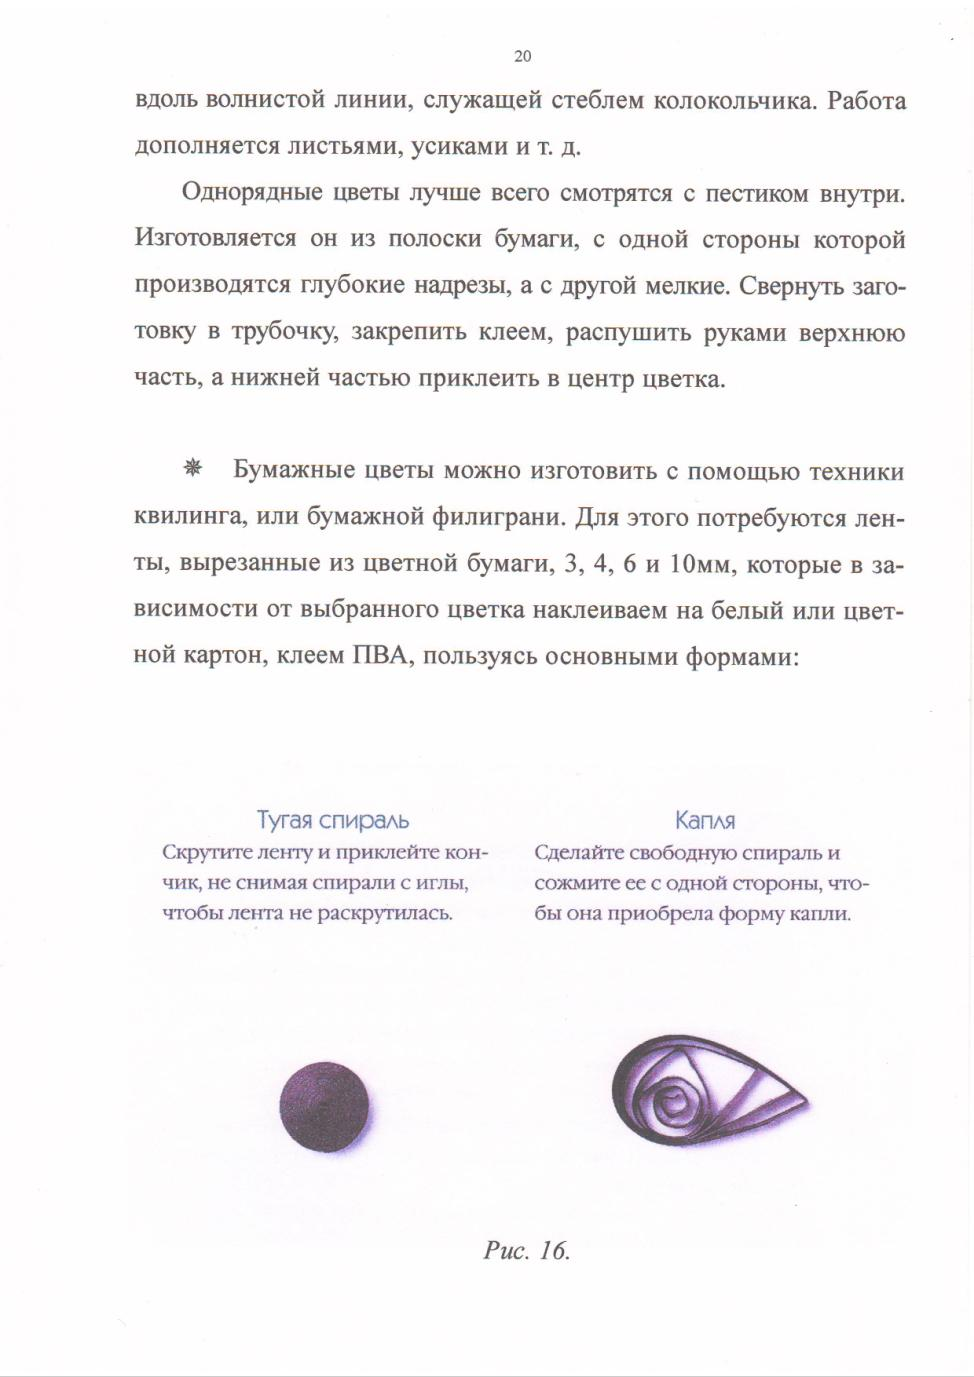 20
вдоль волнистой линии, служащей стеблем колокольчика. Работа
дополняется листьями, усиками и т. д.
Однорядные цветы лучше всего смотрятся с пестиком внутри.
Изготовляется он из полоски бумаги, с одной стороны которой
производятся глубокие надрезы, а с другой мелкие. Свернуть заго-
товку в трубочку, закрепить клеем, распушить руками верхнюю
часть, а нижней частью приклеить в центр цветка.
✵ Бумажные цветы можно изготовить с помощью техники
квилинга, или бумажной филиграни. Для этого потребуются лен-
ты, вырезанные из цветной бумаги, 3, 4, 6 и 10мм, которые в за-
висимости от выбранного цветка наклеиваем на белый или цвет-
ной картон, клеем ПВА, пользуясь основными формами:
Тугая спираль
Скрутите ленту и приклейте кон-
чик, не снимая спирали с иглы,
чтобы лента не раскрутилась.
Капля
Сделайте свободную спираль и
сожмите ее с одной стороны, что-
бы она приобрела форму капли.
Рис. 16.